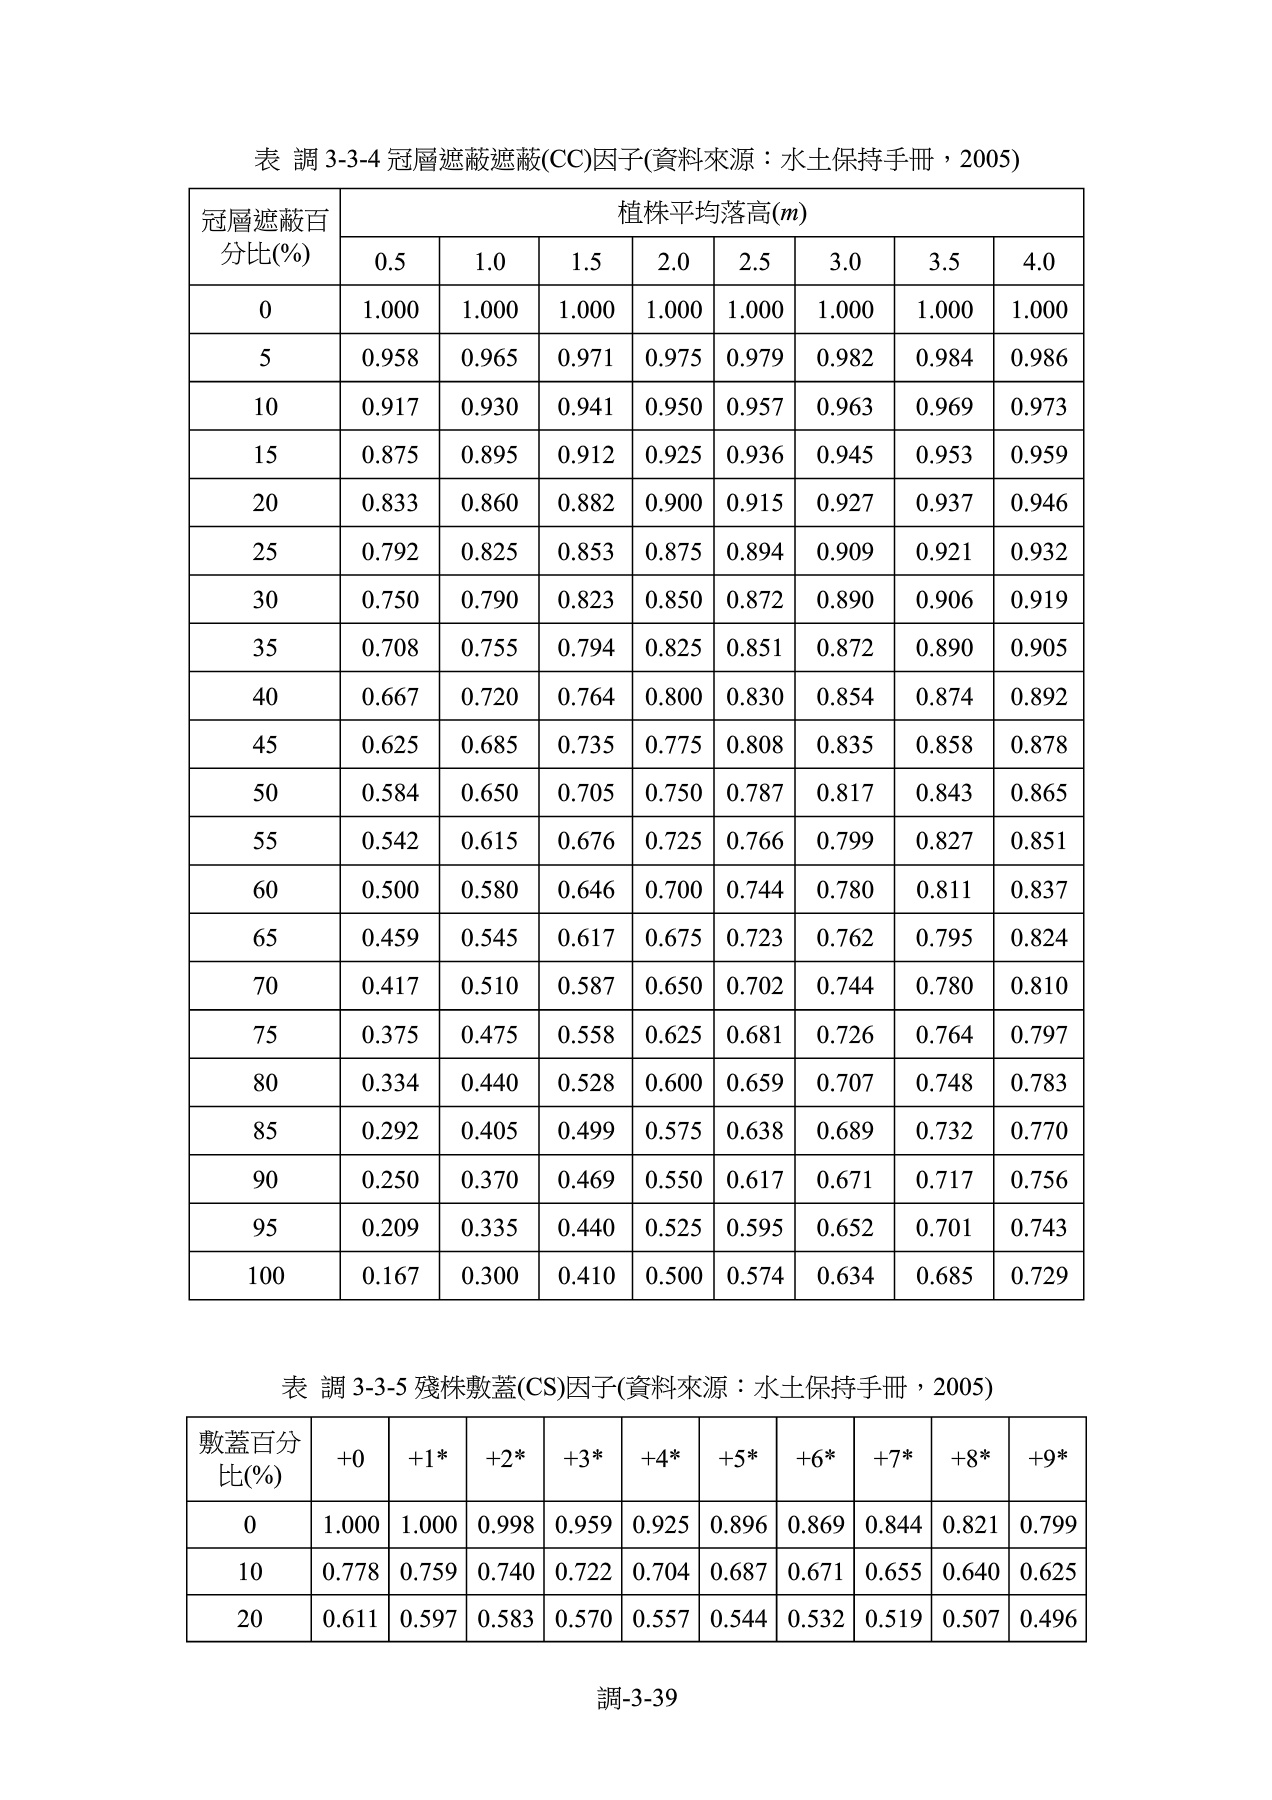 表 調 3-3-4 冠層遮蔽遮蔽(CC)因子(資料來源：水土保持手冊，2005)
冠層遮蔽百分比(%) 植株平均落高(m)
0.5 1.0 1.5 2.0 2.5 3.0 3.5 4.0
0 1.000 1.000 1.000 1.000 1.000 1.000 1.000 1.000
5 0.958 0.965 0.971 0.975 0.979 0.982 0.984 0.986
10 0.917 0.930 0.941 0.950 0.957 0.963 0.969 0.973
15 0.875 0.895 0.912 0.925 0.936 0.945 0.953 0.959
20 0.833 0.860 0.882 0.900 0.915 0.927 0.937 0.946
25 0.792 0.825 0.853 0.875 0.894 0.909 0.921 0.932
30 0.750 0.790 0.823 0.850 0.872 0.890 0.906 0.919
35 0.708 0.755 0.794 0.825 0.851 0.872 0.890 0.905
40 0.667 0.720 0.764 0.800 0.830 0.854 0.874 0.892
45 0.625 0.685 0.735 0.775 0.808 0.835 0.858 0.878
50 0.584 0.650 0.705 0.750 0.787 0.817 0.843 0.865
55 0.542 0.615 0.676 0.725 0.766 0.799 0.827 0.851
60 0.500 0.580 0.646 0.700 0.744 0.780 0.811 0.837
65 0.459 0.545 0.617 0.675 0.723 0.762 0.795 0.824
70 0.417 0.510 0.587 0.650 0.702 0.744 0.780 0.810
75 0.375 0.475 0.558 0.625 0.681 0.726 0.764 0.797
80 0.334 0.440 0.528 0.600 0.659 0.707 0.748 0.783
85 0.292 0.405 0.499 0.575 0.638 0.689 0.732 0.770
90 0.250 0.370 0.469 0.550 0.617 0.671 0.717 0.756
95 0.209 0.335 0.440 0.525 0.595 0.652 0.701 0.743
100 0.167 0.300 0.410 0.500 0.574 0.634 0.685 0.729
表 調 3-3-5 殘株敷蓋(CS)因子(資料來源：水土保持手冊，2005)
敷蓋百分比(%) +0 +1* +2* +3* +4* +5* +6* +7* +8* +9*
0 1.000 1.000 0.998 0.959 0.925 0.896 0.869 0.844 0.821 0.799
10 0.778 0.759 0.740 0.722 0.704 0.687 0.671 0.655 0.640 0.625
20 0.611 0.597 0.583 0.570 0.557 0.544 0.532 0.519 0.507 0.496
調-3-39